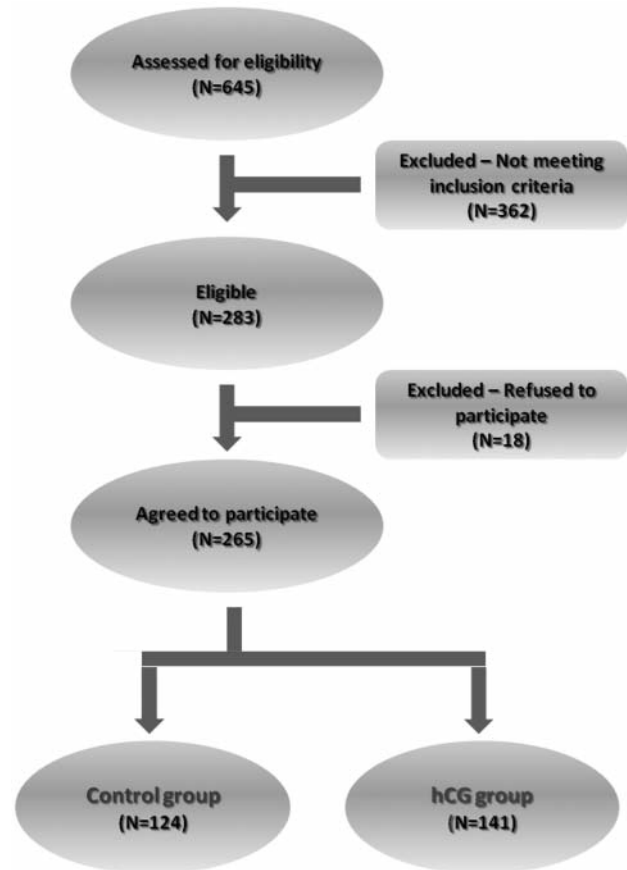 Assessed for eligibility
(N=645)
Excluded – Not meeting
inclusion criteria
(N=362)
Eligible
(N=283)
Excluded – Refused to
participate
(N=18)
Agreed to participate
(N=265)
Control group
(N=124)
hCG group
(N=141)